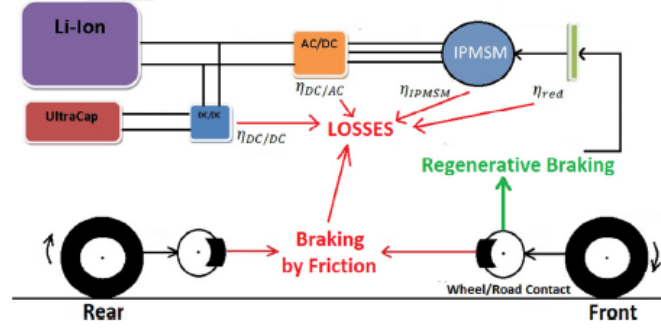 Li-Ion
AC/DC
IPMSM
η_DC/AC
η_IPMSM
η_red
UltraCap
DC/DC
η_DC/DC
LOSSES
Regenerative Braking
Braking
by Friction
Wheel/Road Contact
Rear
Front